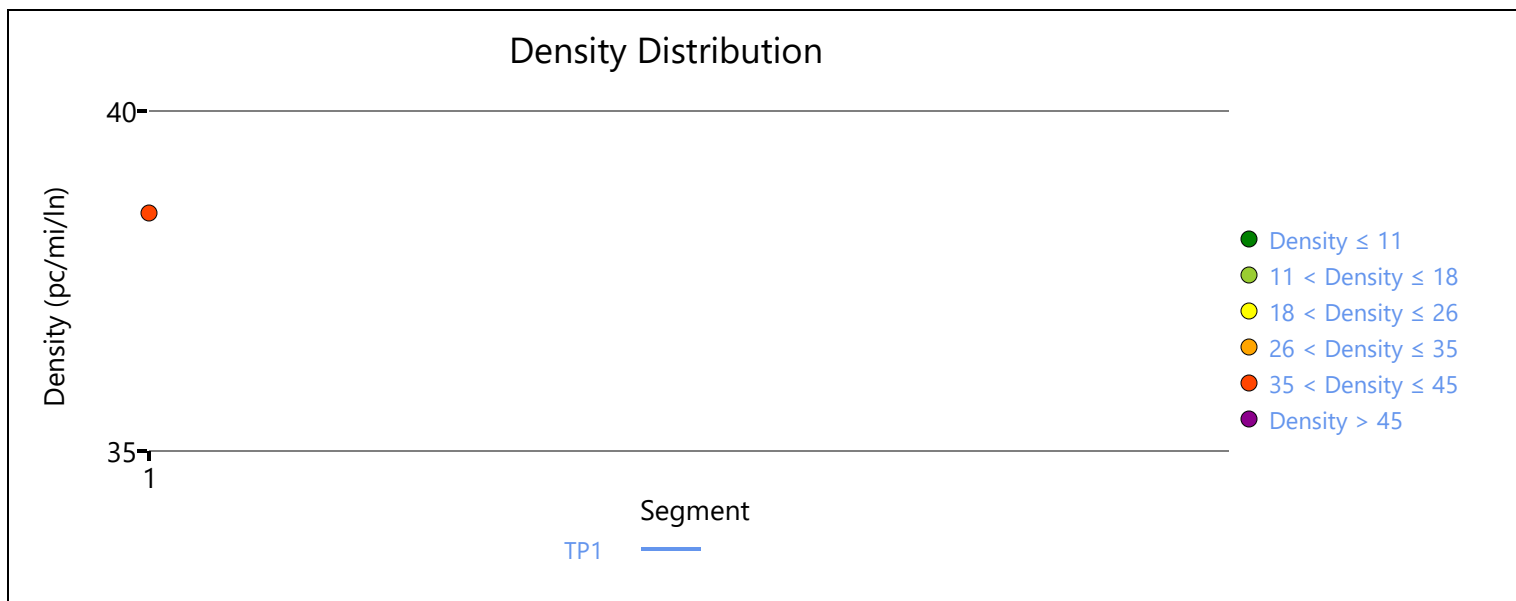 Density Distribution
40
Density (pc/mi/ln)
35
1
Segment
TP1
Density ≤ 11
11 < Density ≤ 18
18 < Density ≤ 26
26 < Density ≤ 35
35 < Density ≤ 45
Density > 45